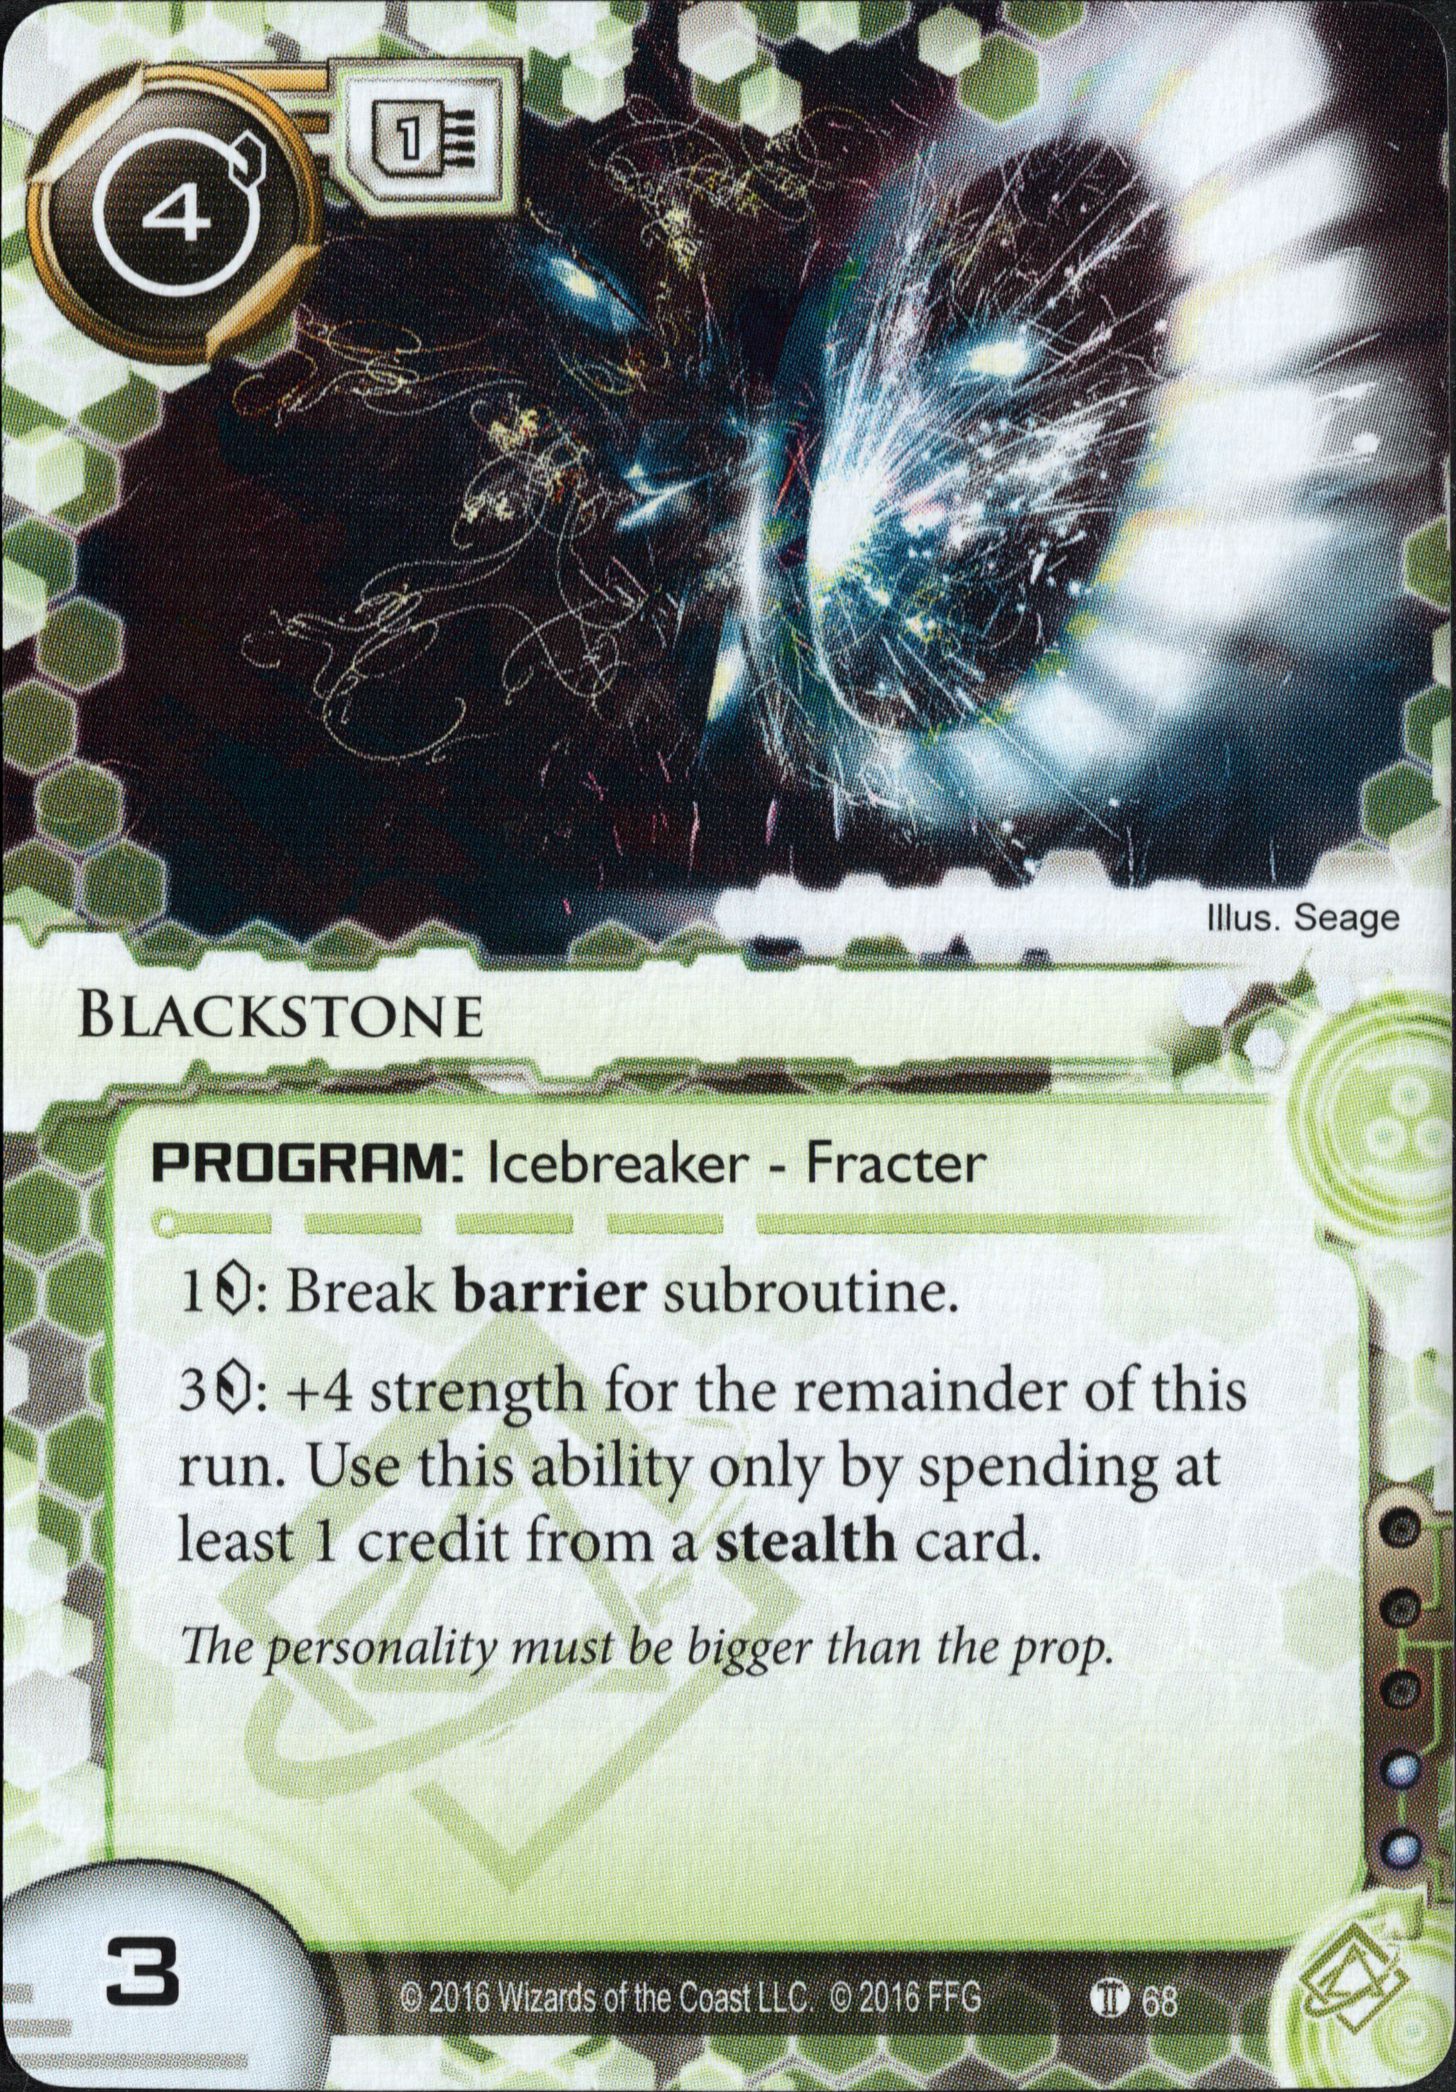 4
1
Illus. Seage
BLACKSTONE
PROGRAM: Icebreaker - Fracter
1: Break barrier subroutine.
3: +4 strength for the remainder of this
run. Use this ability only by spending at
least 1 credit from a stealth card.
The personality must be bigger than the prop.
3
© 2016 Wizards of the Coast LLC. © 2016 FFG
68